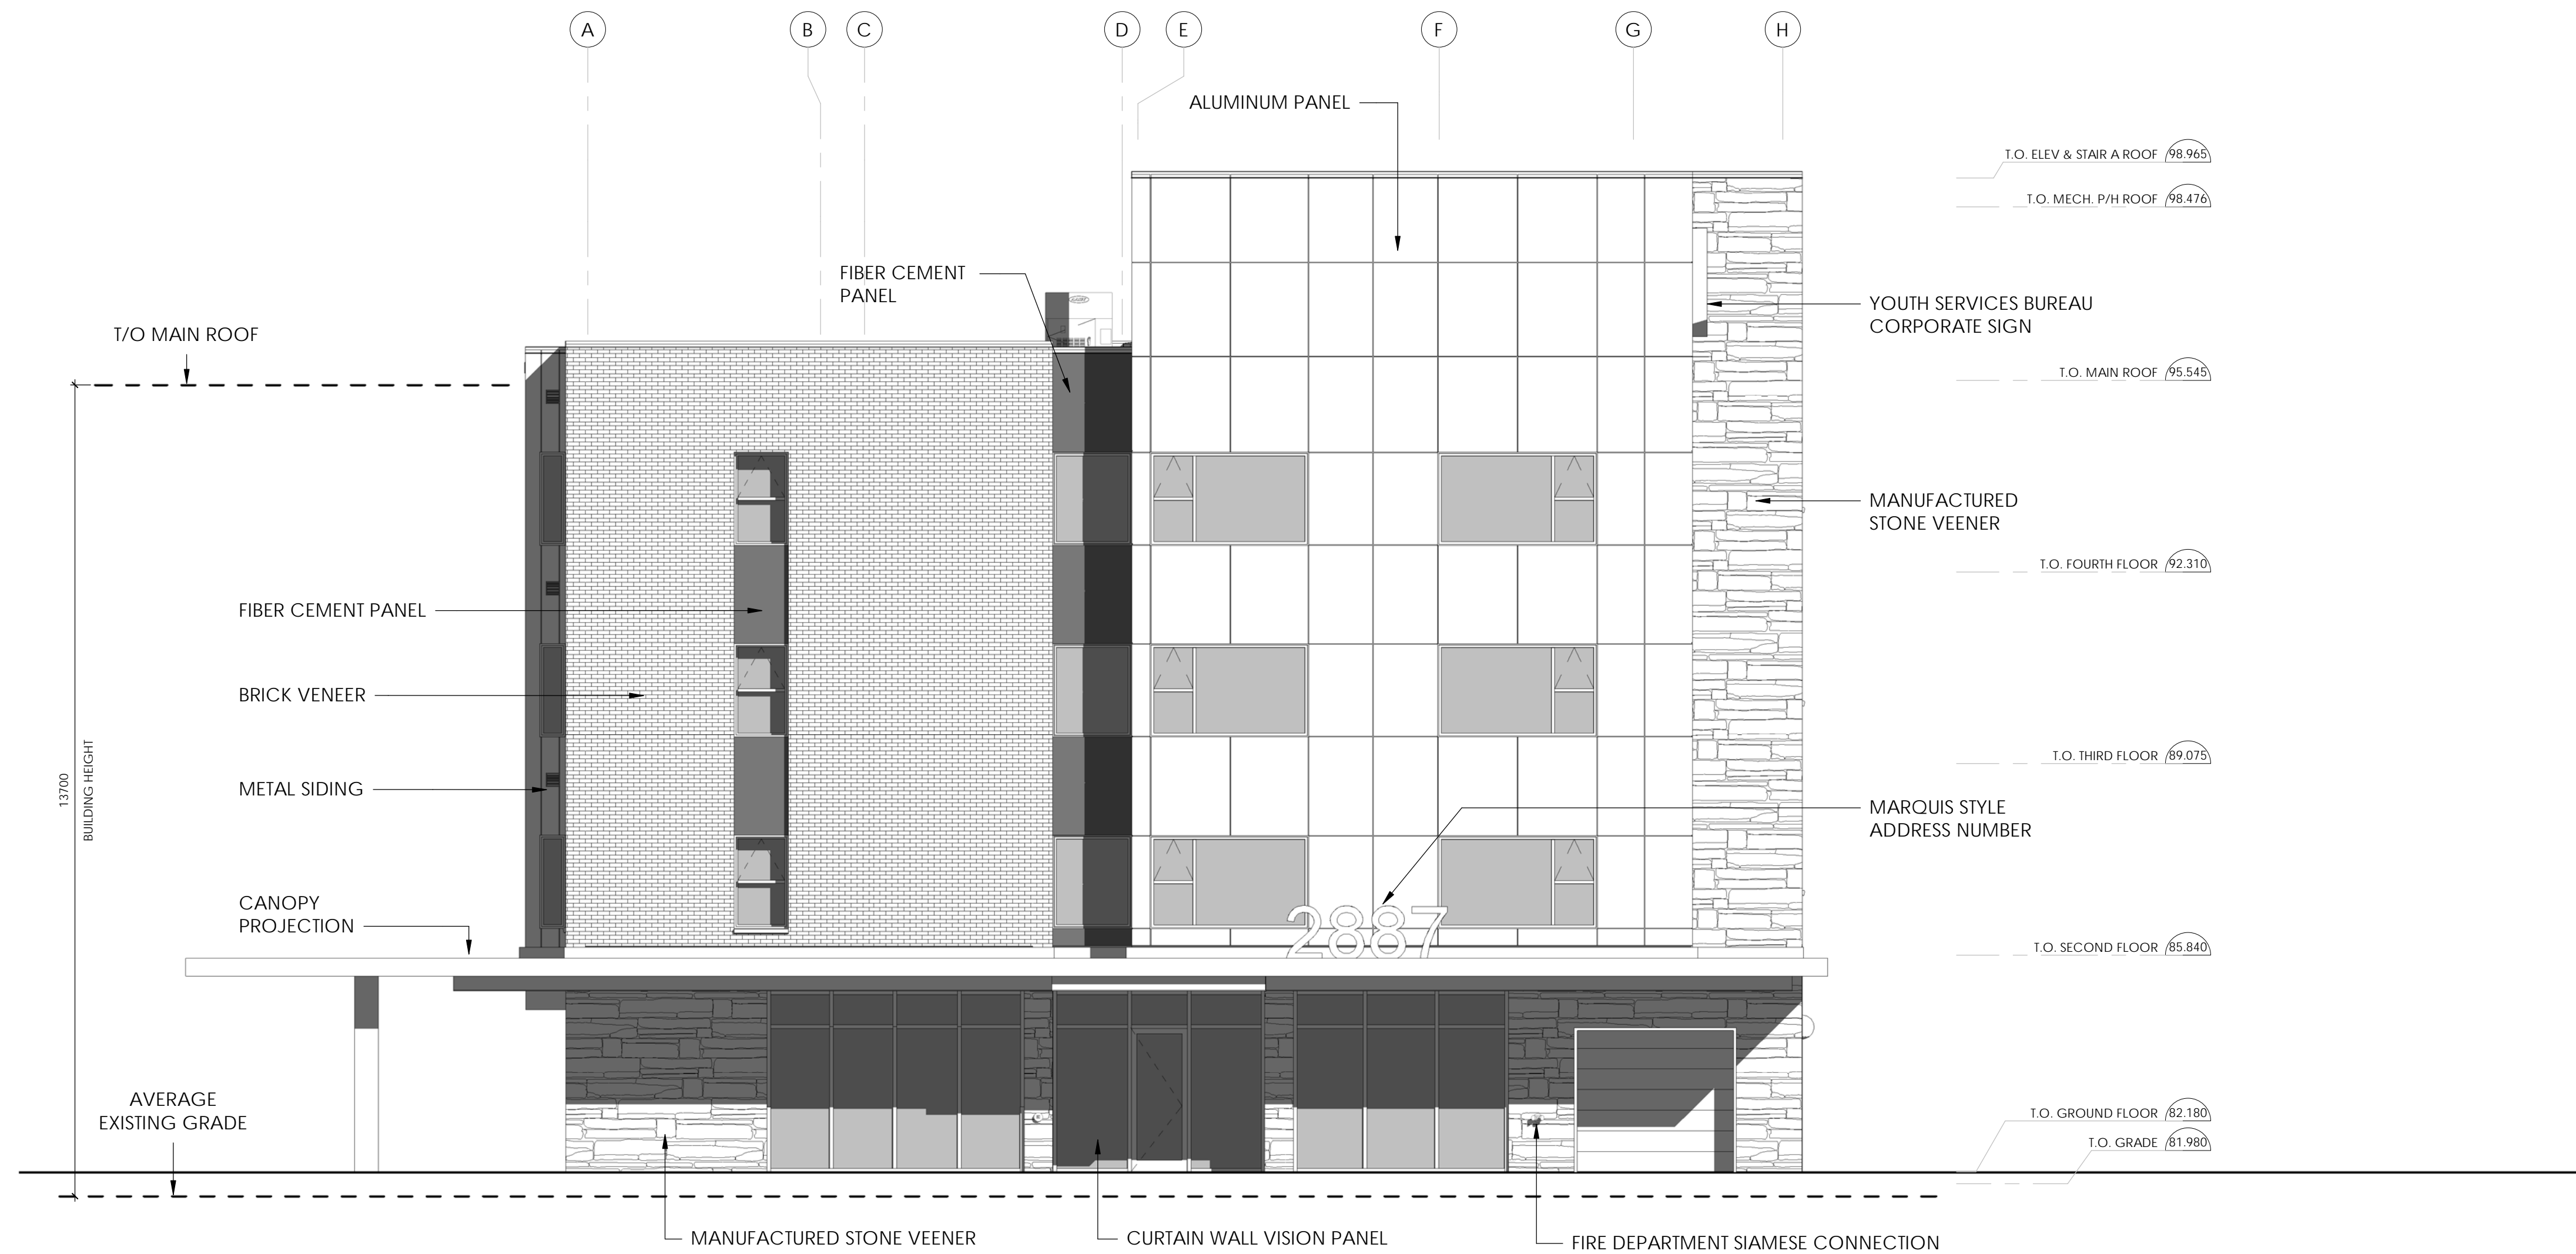 A
B
C
D
E
F
G
H
ALUMINUM PANEL
T.O. ELEV & STAIR A ROOF 98.965
T.O. MECH. P/H ROOF 98.476
FIBER CEMENT
PANEL
YOUTH SERVICES BUREAU
CORPORATE SIGN
T/O MAIN ROOF
T.O. MAIN ROOF 95.545
MANUFACTURED
STONE VEENER
T.O. FOURTH FLOOR 92.310
FIBER CEMENT PANEL
BRICK VENEER
T.O. THIRD FLOOR 89.075
METAL SIDING
13700
BUILDING HEIGHT
MARQUIS STYLE
ADDRESS NUMBER
CANOPY
PROJECTION
2887
T.O. SECOND FLOOR 85.840
AVERAGE
EXISTING GRADE
T.O. GROUND FLOOR 82.180
T.O. GRADE 81.980
MANUFACTURED STONE VEENER
CURTAIN WALL VISION PANEL
FIRE DEPARTMENT SIAMESE CONNECTION